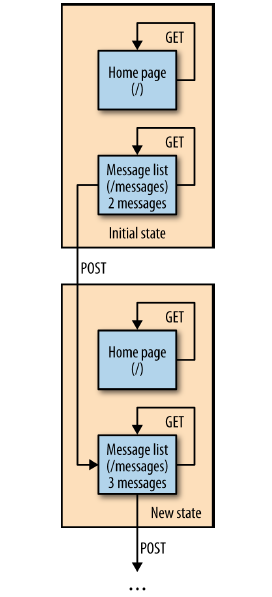 GET
Home page
(/)
GET
Message list
(/messages)
2 messages
Initial state
POST
GET
Home page
(/)
GET
Message list
(/messages)
3 messages
New state
POST
...